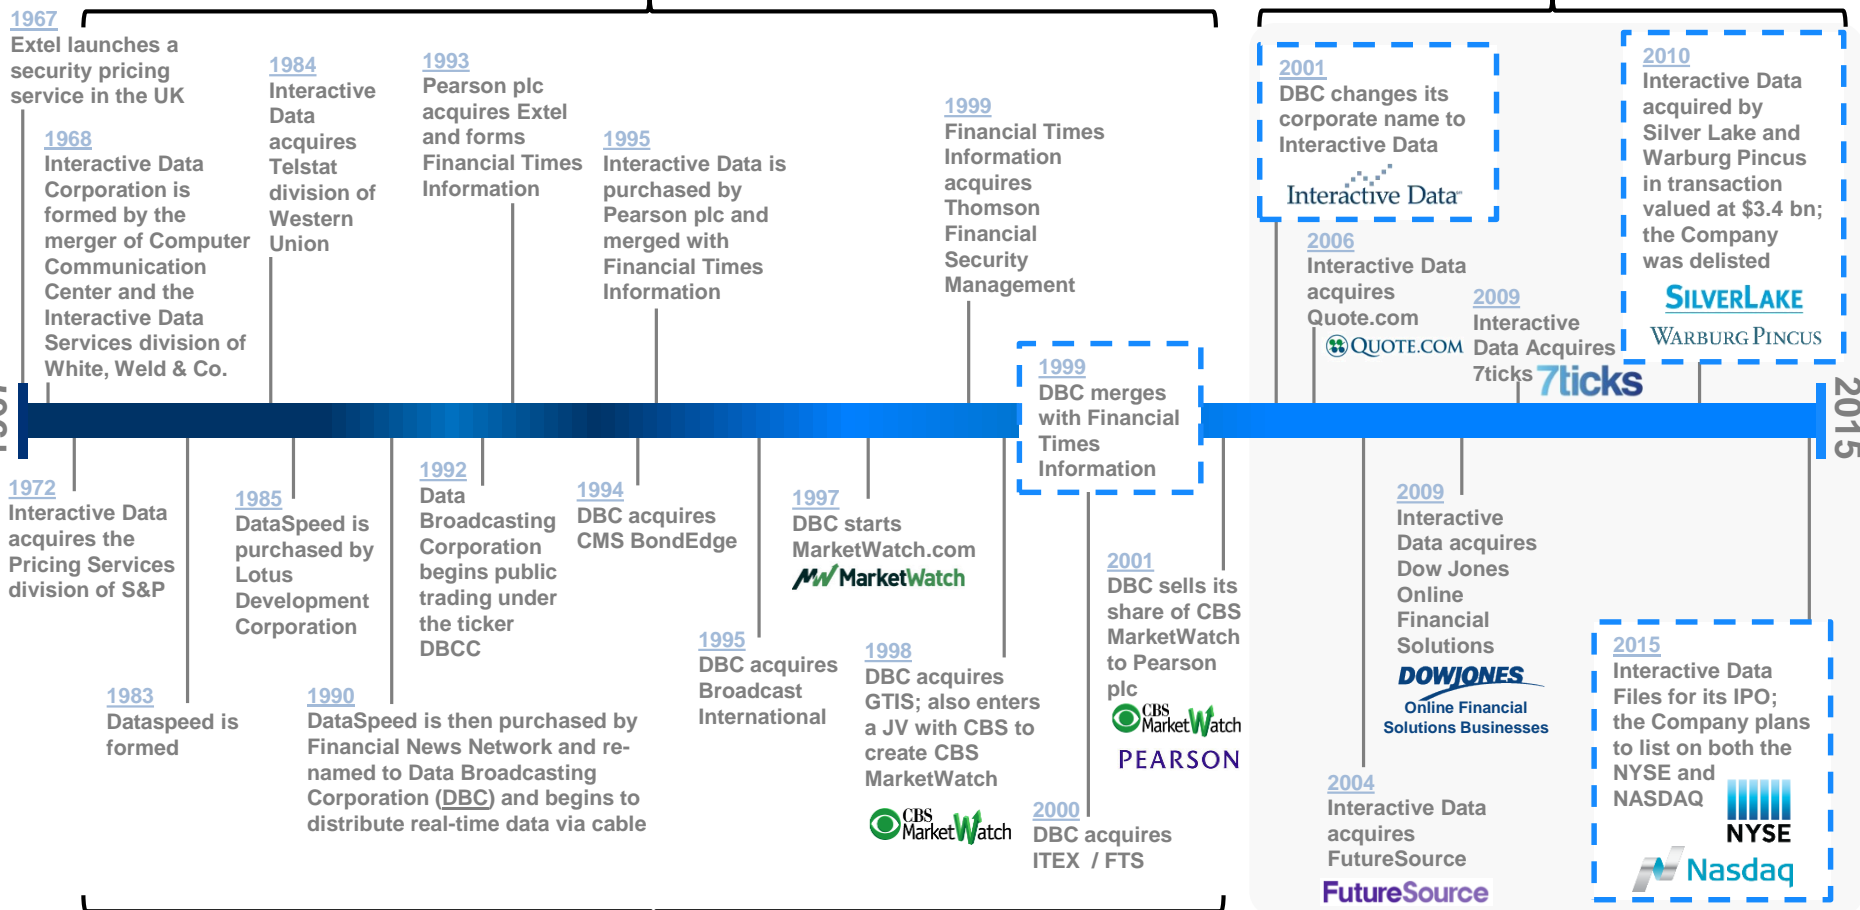 1967
Extel launches a
security pricing
service in the UK
1968
Interactive Data
Corporation is
formed by the
merger of Computer
Communication
Center and the
Interactive Data
Services division of
White, Weld & Co.
1984
Interactive
Data
acquires
Telstat
division of
Western
Union
1993
Pearson plc
acquires Extel
and forms
Financial Times
Information
1995
Interactive Data is
purchased by
Pearson plc and
merged with
Financial Times
Information
1999
Financial Times
Information
acquires
Thomson
Financial
Security
Management
1999
DBC merges
with Financial
Times
Information
2001
DBC changes its
corporate name to
Interactive Data
Interactive Data
2006
Interactive Data
acquires
Quote.com
QUOTE.COM
2009
Interactive
Data Acquires
7ticks
7ticks
2010
Interactive Data
acquired by
Silver Lake and
Warburg Pincus
in transaction
valued at $3.4 bn;
the Company
was delisted
SILVERLAKE
WARBURG PINCUS
2015
1972
Interactive Data
acquires the
Pricing Services
division of S&P
1983
Dataspeed is
formed
1985
DataSpeed is
purchased by
Lotus
Development
Corporation
1990
DataSpeed is then purchased by
Financial News Network and re-
named to Data Broadcasting
Corporation (DBC) and begins to
distribute real-time data via cable
1992
Data
Broadcasting
Corporation
begins public
trading under
the ticker
DBCC
1994
DBC acquires
CMS BondEdge
1995
DBC acquires
Broadcast
International
1997
DBC starts
MarketWatch.com
MW MarketWatch
1998
DBC acquires
GTIS; also enters
a JV with CBS to
create CBS
MarketWatch
CBS
MarketWatch
2000
DBC acquires
ITEX / FTS
2001
DBC sells its
share of CBS
MarketWatch
to Pearson
plc
CBS
MarketWatch
PEARSON
2004
Interactive Data
acquires
FutureSource
FutureSource
2009
Interactive
Data acquires
Dow Jones
Online
Financial
Solutions
DOWJONES
Online Financial
Solutions Businesses
2015
Interactive Data
Files for its IPO;
the Company plans
to list on both the
NYSE and
NASDAQ
NYSE
Nasdaq